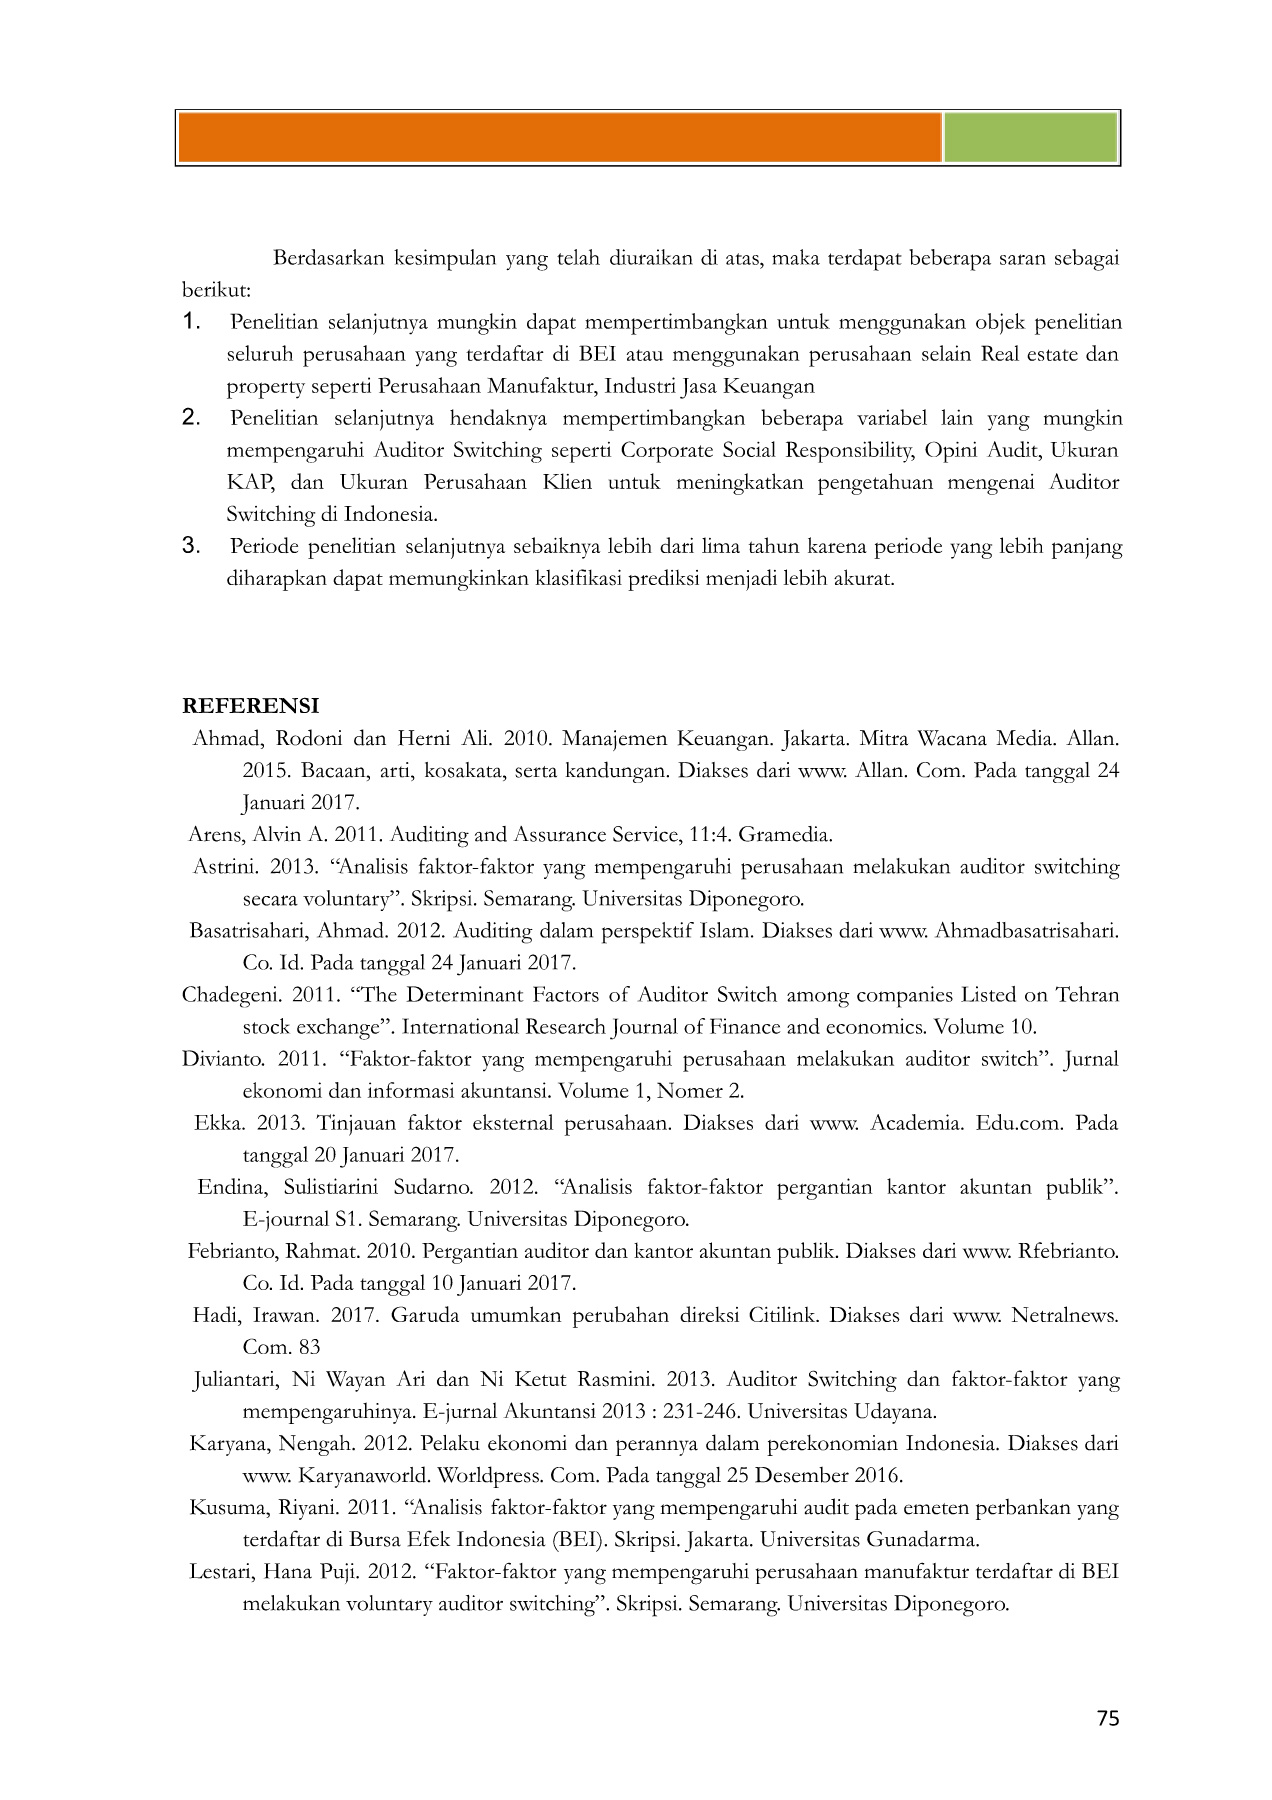 Berdasarkan kesimpulan yang telah diuraikan di atas, maka terdapat beberapa saran sebagai
berikut:
1. Penelitian selanjutnya mungkin dapat mempertimbangkan untuk menggunakan objek penelitian
seluruh perusahaan yang terdaftar di BEI atau menggunakan perusahaan selain Real estate dan
property seperti Perusahaan Manufaktur, Industri Jasa Keuangan
2. Penelitian selanjutnya hendaknya mempertimbangkan beberapa variabel lain yang mungkin
mempengaruhi Auditor Switching seperti Corporate Social Responsibility, Opini Audit, Ukuran
KAP, dan Ukuran Perusahaan Klien untuk meningkatkan pengetahuan mengenai Auditor
Switching di Indonesia.
3. Periode penelitian selanjutnya sebaiknya lebih dari lima tahun karena periode yang lebih panjang
diharapkan dapat memungkinkan klasifikasi prediksi menjadi lebih akurat.
REFERENSI
Ahmad, Rodoni dan Herni Ali. 2010. Manajemen Keuangan. Jakarta. Mitra Wacana Media. Allan.
2015. Bacaan, arti, kosakata, serta kandungan. Diakses dari www. Allan. Com. Pada tanggal 24
Januari 2017.
Arens, Alvin A. 2011. Auditing and Assurance Service, 11:4. Gramedia.
Astrini. 2013. “Analisis faktor-faktor yang mempengaruhi perusahaan melakukan auditor switching
secara voluntary”. Skripsi. Semarang. Universitas Diponegoro.
Basatrisahari, Ahmad. 2012. Auditing dalam perspektif Islam. Diakses dari www. Ahmadbasatrisahari.
Co. Id. Pada tanggal 24 Januari 2017.
Chadegeni. 2011. “The Determinant Factors of Auditor Switch among companies Listed on Tehran
stock exchange”. International Research Journal of Finance and economics. Volume 10.
Divianto. 2011. “Faktor-faktor yang mempengaruhi perusahaan melakukan auditor switch”. Jurnal
ekonomi dan informasi akuntansi. Volume 1, Nomer 2.
Ekka. 2013. Tinjauan faktor eksternal perusahaan. Diakses dari www. Academia. Edu.com. Pada
tanggal 20 Januari 2017.
Endina, Sulistiarini Sudarno. 2012. “Analisis faktor-faktor pergantian kantor akuntan publik”.
E-journal S1. Semarang. Universitas Diponegoro.
Febrianto, Rahmat. 2010. Pergantian auditor dan kantor akuntan publik. Diakses dari www. Rfebrianto.
Co. Id. Pada tanggal 10 Januari 2017.
Hadi, Irawan. 2017. Garuda umumkan perubahan direksi Citilink. Diakses dari www. Netralnews.
Com. 83
Juliantari, Ni Wayan Ari dan Ni Ketut Rasmini. 2013. Auditor Switching dan faktor-faktor yang
mempengaruhinya. E-jurnal Akuntansi 2013 : 231-246. Universitas Udayana.
Karyana, Nengah. 2012. Pelaku ekonomi dan perannya dalam perekonomian Indonesia. Diakses dari
www. Karyanaworld. Worldpress. Com. Pada tanggal 25 Desember 2016.
Kusuma, Riyani. 2011. “Analisis faktor-faktor yang mempengaruhi audit pada emeten perbankan yang
terdaftar di Bursa Efek Indonesia (BEI). Skripsi. Jakarta. Universitas Gunadarma.
Lestari, Hana Puji. 2012. “Faktor-faktor yang mempengaruhi perusahaan manufaktur terdaftar di BEI
melakukan voluntary auditor switching”. Skripsi. Semarang. Universitas Diponegoro.
75